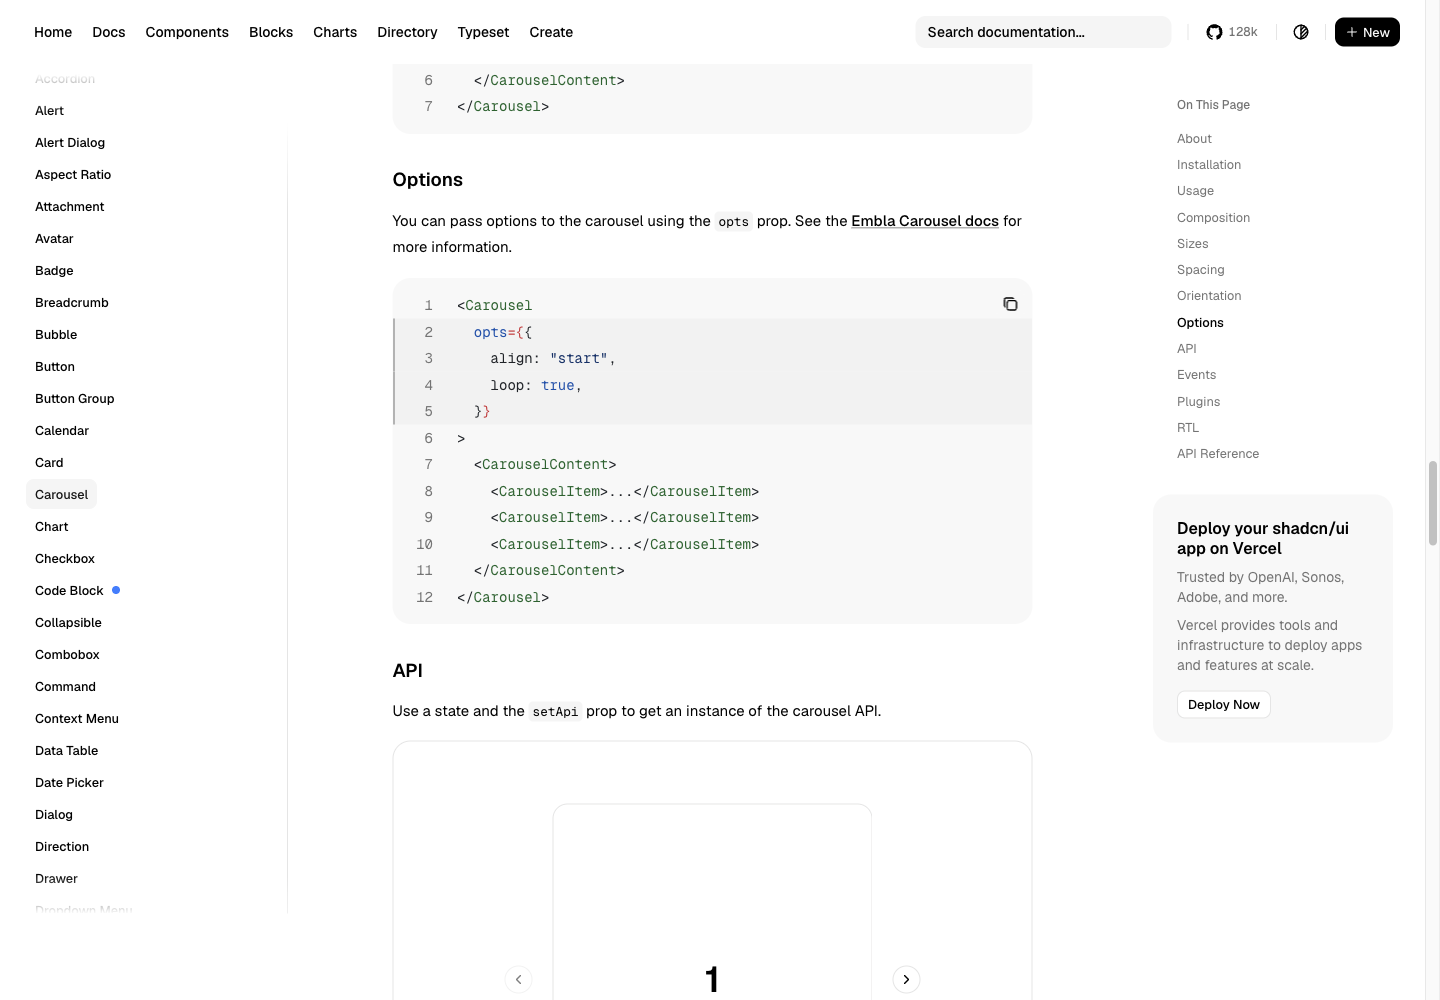 Home Docs Components Blocks Charts Directory Typeset Create
Search documentation...
128k
New
Accordion
Alert
Alert Dialog
Aspect Ratio
Attachment
Avatar
Badge
Breadcrumb
Bubble
Button
Button Group
Calendar
Card
Carousel
Chart
Checkbox
Code Block
Collapsible
Combobox
Command
Context Menu
Data Table
Date Picker
Dialog
Direction
Drawer
Dropdown Menu
6 </CarouselContent>
7 </Carousel>
Options
You can pass options to the carousel using the opts prop. See the Embla Carousel docs for
more information.
1 <Carousel
2 opts={{
3 align: "start",
4 loop: true,
5 }}
6 >
7 <CarouselContent>
8 <CarouselItem>...</CarouselItem>
9 <CarouselItem>...</CarouselItem>
10 <CarouselItem>...</CarouselItem>
11 </CarouselContent>
12 </Carousel>
API
Use a state and the setApi prop to get an instance of the carousel API.
1
On This Page
About
Installation
Usage
Composition
Sizes
Spacing
Orientation
Options
API
Events
Plugins
RTL
API Reference
Deploy your shadcn/ui
app on Vercel
Trusted by OpenAI, Sonos,
Adobe, and more.
Vercel provides tools and
infrastructure to deploy apps
and features at scale.
Deploy Now